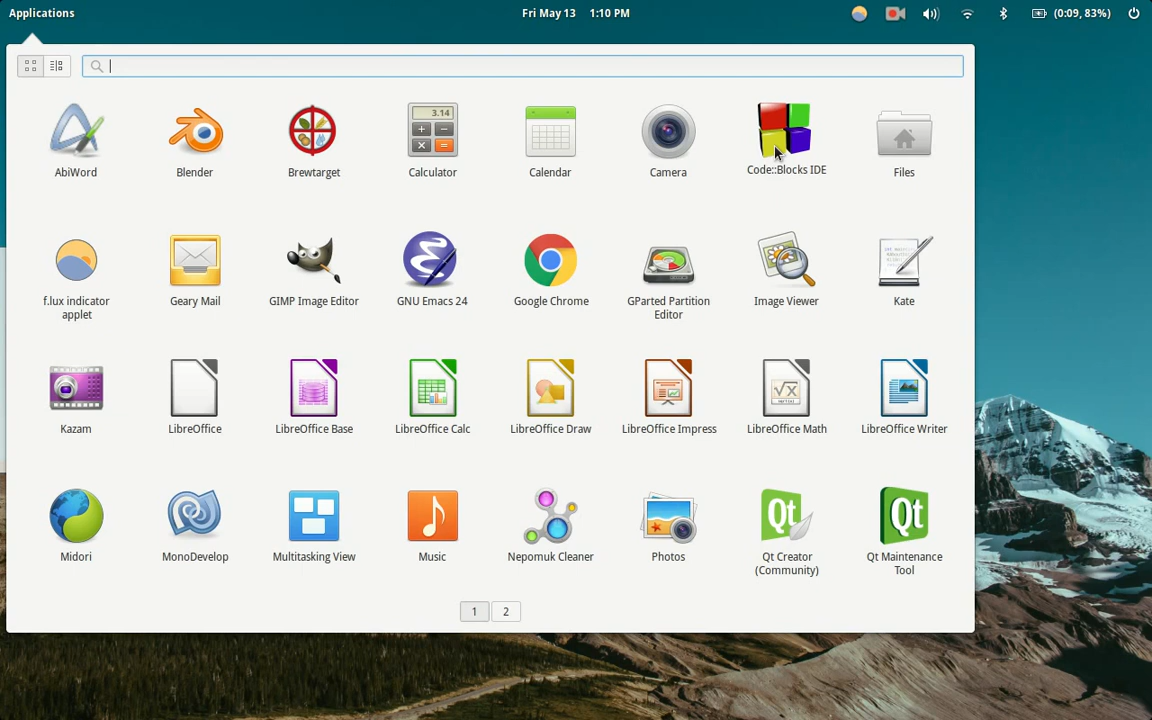 Applications
Fri May 13 1:10 PM
(0:09, 83%)
3.14
AbiWord
Blender
Brewtarget
Calculator
Calendar
Camera
Code::Blocks IDE
Files
f.lux indicator
applet
Geary Mail
GIMP Image Editor
GNU Emacs 24
Google Chrome
GParted Partition
Editor
Image Viewer
Kate
Kazam
LibreOffice
LibreOffice Base
LibreOffice Calc
LibreOffice Draw
LibreOffice Impress
√x
LibreOffice Math
LibreOffice Writer
Midori
MonoDevelop
Multitasking View
Music
Nepomuk Cleaner
Photos
Qt
Qt Creator
(Community)
Qt
Qt Maintenance
Tool
1 2